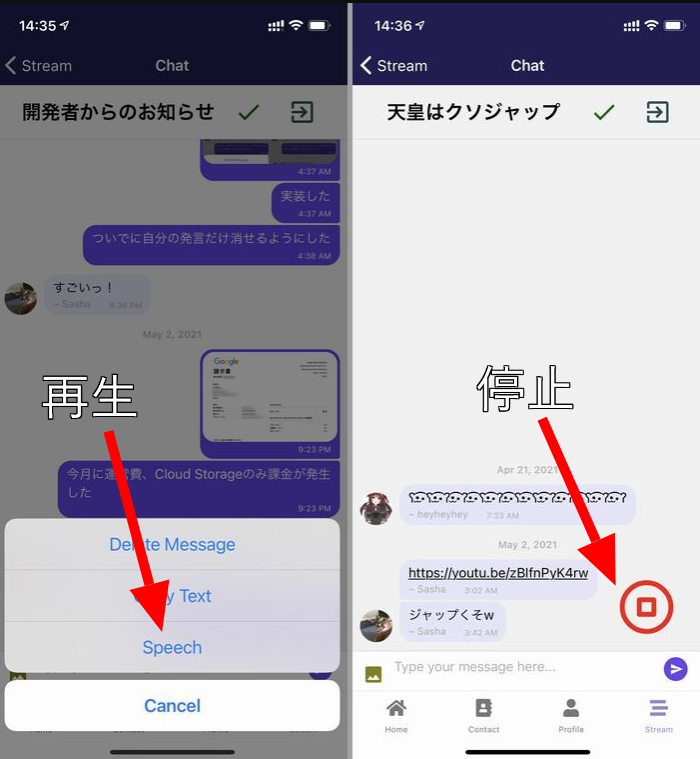 14:35
Stream
Chat
開発者からのお知らせ
4:37 AM
実装した
4:37 AM
ついでに自分の発言だけ消せるようにした
4:38 AM
すごいっ！
~ Sasha 8:36 PM
May 2, 2021
Google
請求書
9:23 PM
今月に運営費、Cloud Storageのみ課金が発生
した
9:23 PM
再生
Delete Message
Text
Speech
Cancel
14:36
Stream
Chat
天皇はクソジャップ
停止
Apr 21, 2021
~ heyheyhey 7:33 AM
May 2, 2021
https://youtu.be/zBlfnPyK4rw
~ Sasha 3:02 AM
ジャップくそw
~ Sasha 3:42 AM
Type your message here...
Home
Contact
Profile
Stream